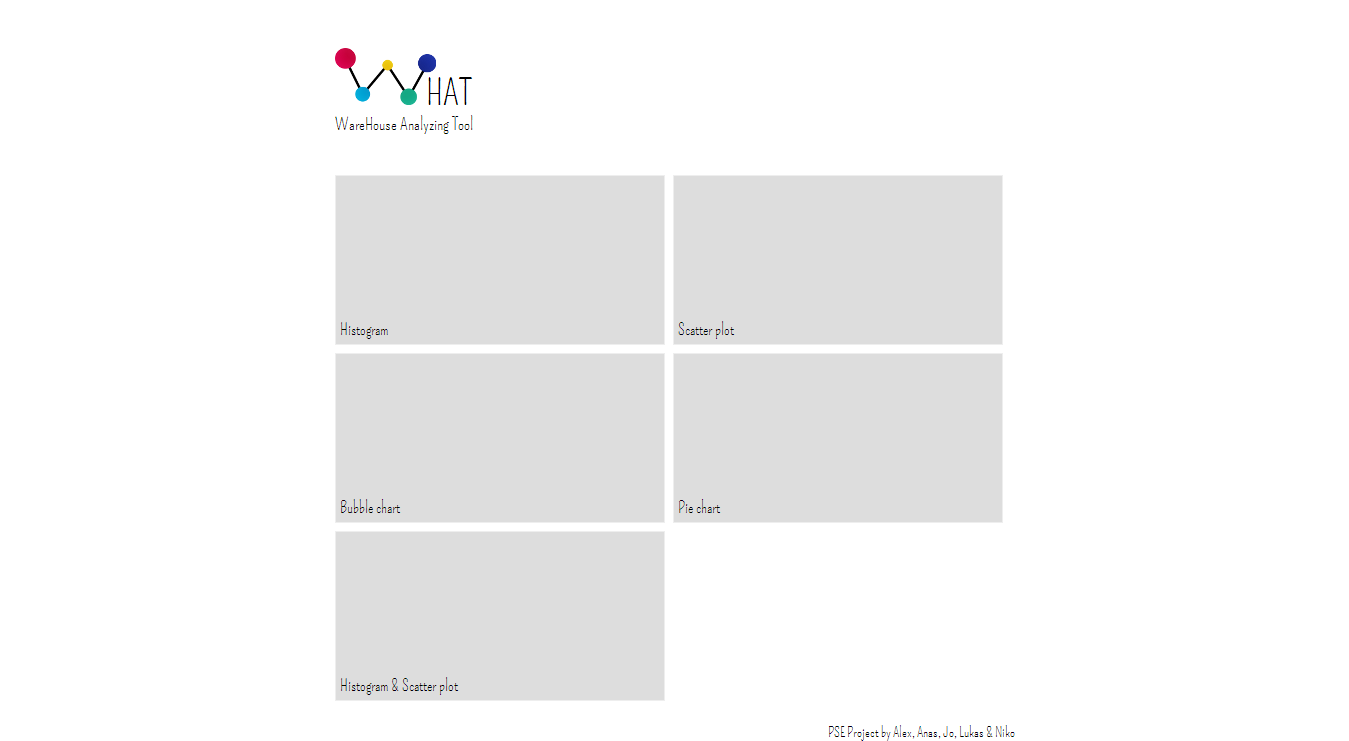 WHAT
WareHouse Analyzing Tool
Histogram
Scatter plot
Bubble chart
Pie chart
Histogram & Scatter plot
PSE Project by Alex, Anas, Jo, Lukas & Niko